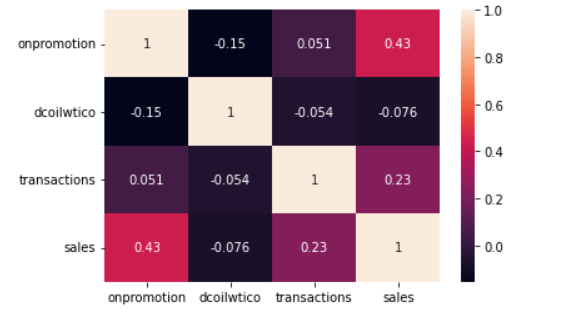 onpromotion 1 -0.15 0.051 0.43
dcoilwtico -0.15 1 -0.054 -0.076
transactions 0.051 -0.054 1 0.23
sales 0.43 -0.076 0.23 1
onpromotion dcoilwtico transactions sales
1.0
0.8
0.6
0.4
0.2
0.0